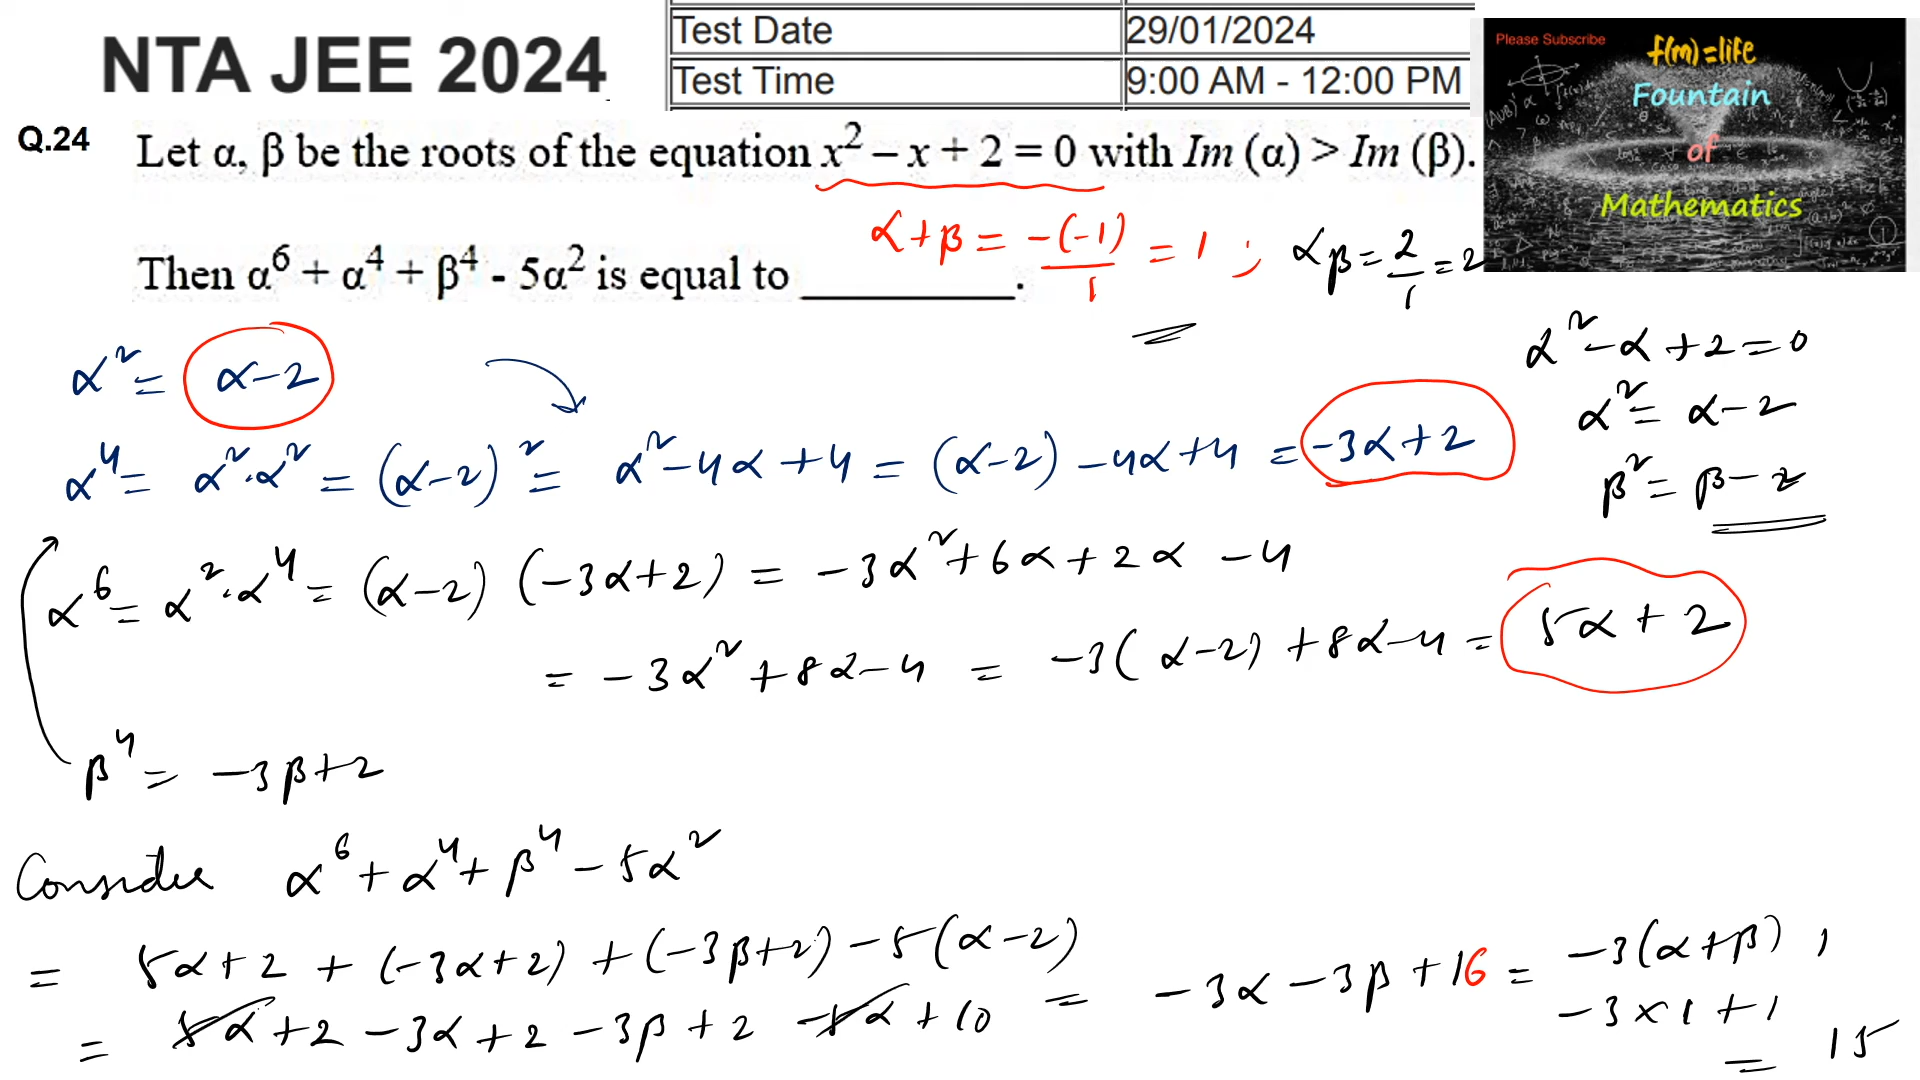 NTA JEE 2024
Test Date 29/01/2024
Test Time 9:00 AM - 12:00 PM
Please Subscribe
f(m)=life
Fountain
of
Mathematics
Q.24 Let α, β be the roots of the equation x² – x + 2 = 0 with Im (α) > Im (β).
α+β = -(-1)/1 = 1 ; αβ = 2/1 = 2
Then α⁶ + α⁴ + β⁴ - 5α² is equal to __________.
α² - α + 2 = 0
α² = α-2
α² = α-2
β² = β-2
α⁴ = α².α² = (α-2)² = α²-4α+4 = (α-2) -4α+4 = -3α+2
α⁶ = α².α⁴ = (α-2) (-3α+2) = -3α²+6α+2α -4
= -3α²+8α-4 = -3(α-2) +8α-4 = 5α+2
β⁴ = -3β+2
Consider α⁶+α⁴+β⁴-5α²
= 5α+2 + (-3α+2) + (-3β+2) -5(α-2)
= 5α+2 -3α+2 -3β+2 -5α+10 = -3α-3β+16 = -3(α+β) 1
-3×1+1
= 15